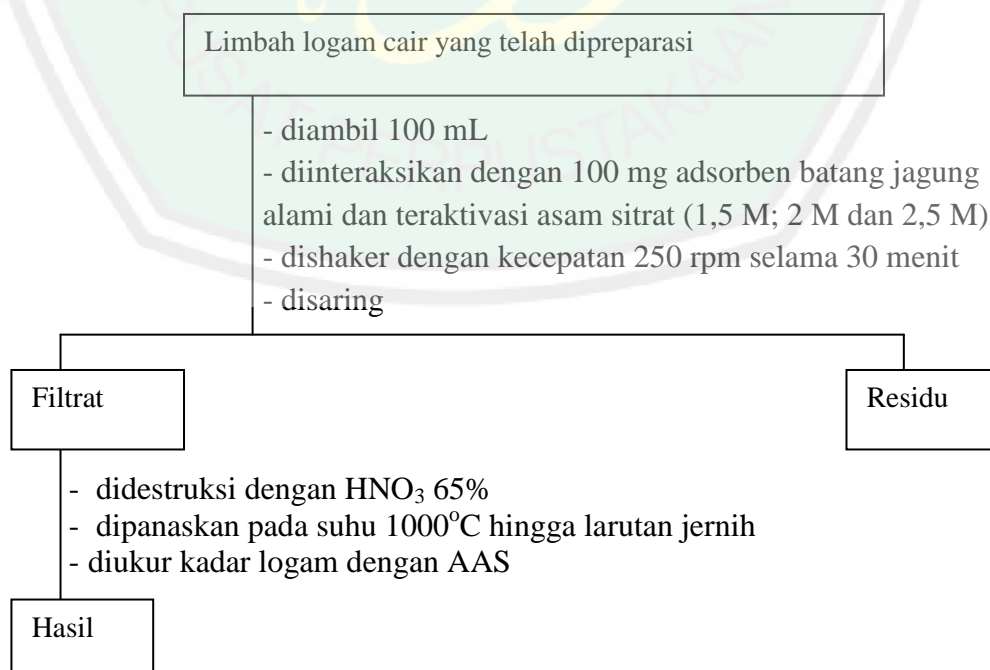 Limbah logam cair yang telah dipreparasi
- diambil 100 mL
- diinteraksikan dengan 100 mg adsorben batang jagung
alami dan teraktivasi asam sitrat (1,5 M; 2 M dan 2,5 M)
- dishaker dengan kecepatan 250 rpm selama 30 menit
- disaring
Filtrat
Residu
- didestruksi dengan HNO₃ 65%
- dipanaskan pada suhu 1000°C hingga larutan jernih
- diukur kadar logam dengan AAS
Hasil
PUSAT PERPUSTAKAAN